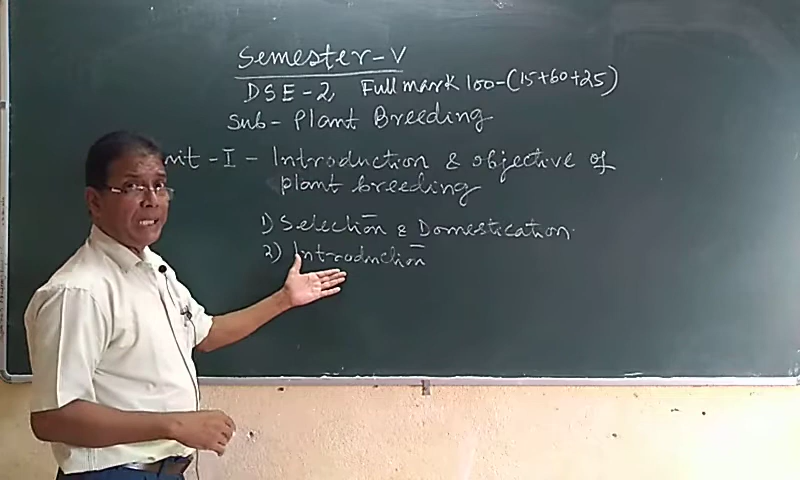 Semester-V
DSE-2, Full mark 100-(15+60+25)
Sub- Plant Breeding
nit-I- Introduction & objective of
plant breeding
1) Selection & Domestication.
2) Introduction